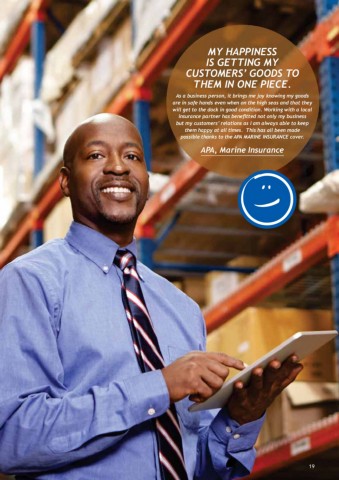 MY HAPPINESS
IS GETTING MY
CUSTOMERS' GOODS TO
THEM IN ONE PIECE.
As a business person, it brings me joy knowing my goods
are in safe hands even when on the high seas and that they
will get to the dock in good condition. Working with a local
insurance partner has benefitted not only my business
but my customers' relations as I am always able to keep
them happy at all times. This has all been made
possible thanks to the APA MARINE INSURANCE cover.
APA, Marine Insurance
19